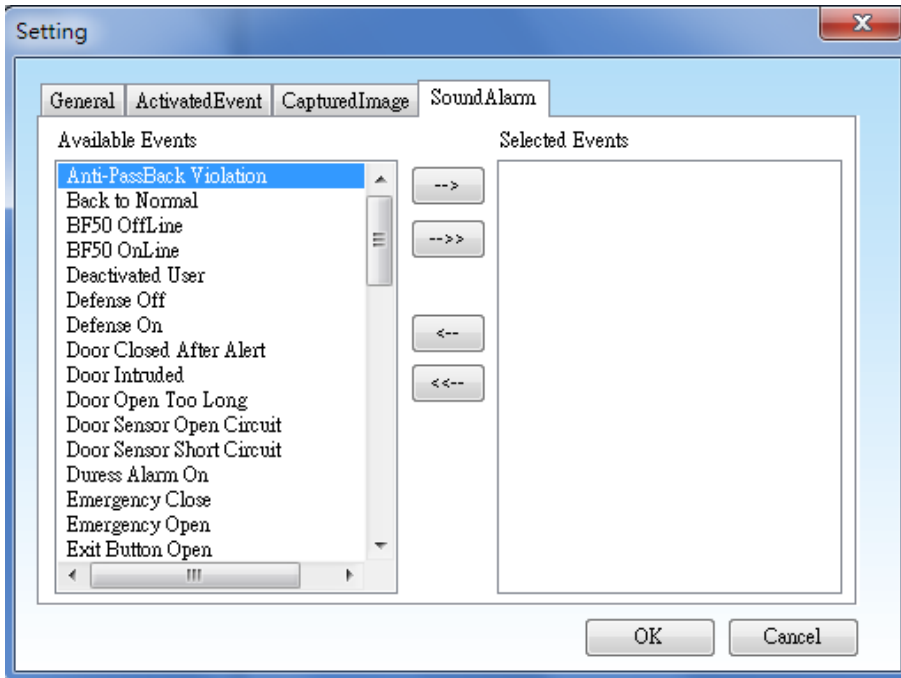 Setting
General ActivatedEvent CapturedImage SoundAlarm
Available Events
Selected Events
Anti-PassBack Violation
Back to Normal
BF50 OffLine
BF50 OnLine
Deactivated User
Defense Off
Defense On
Door Closed After Alert
Door Intruded
Door Open Too Long
Door Sensor Open Circuit
Door Sensor Short Circuit
Duress Alarm On
Emergency Close
Emergency Open
Exit Button Open
-->
-->>
<--
<<--
OK
Cancel